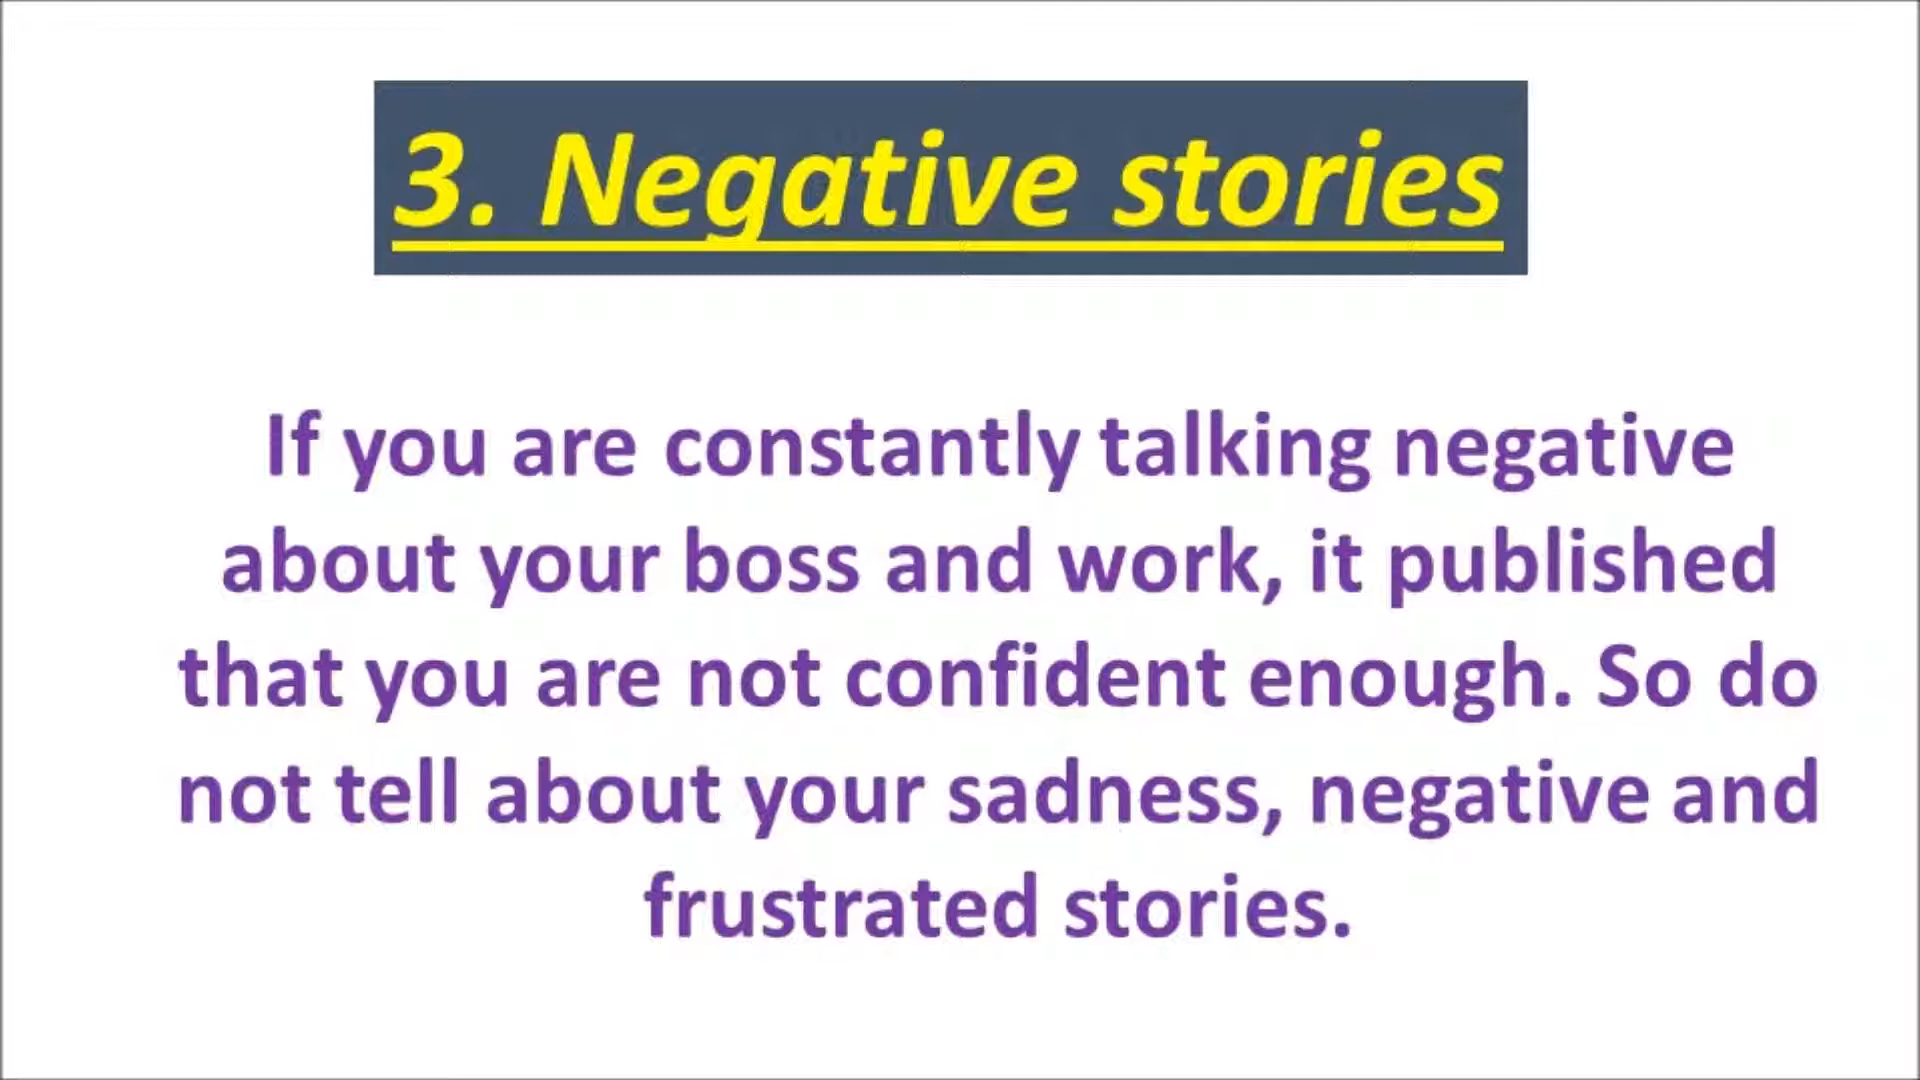 3. Negative stories
If you are constantly talking negative
about your boss and work, it published
that you are not confident enough. So do
not tell about your sadness, negative and
frustrated stories.